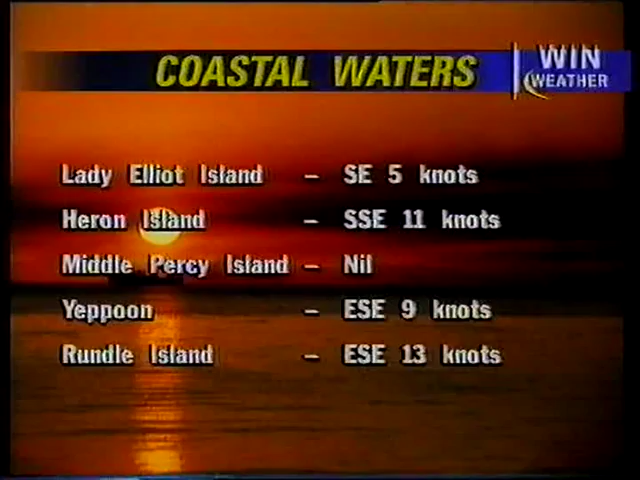 COASTAL WATERS
WIN
WEATHER
Lady Elliot Island – SE 5 knots
Heron Island – SSE 11 knots
Middle Percy Island – Nil
Yeppoon – ESE 9 knots
Rundle Island – ESE 13 knots